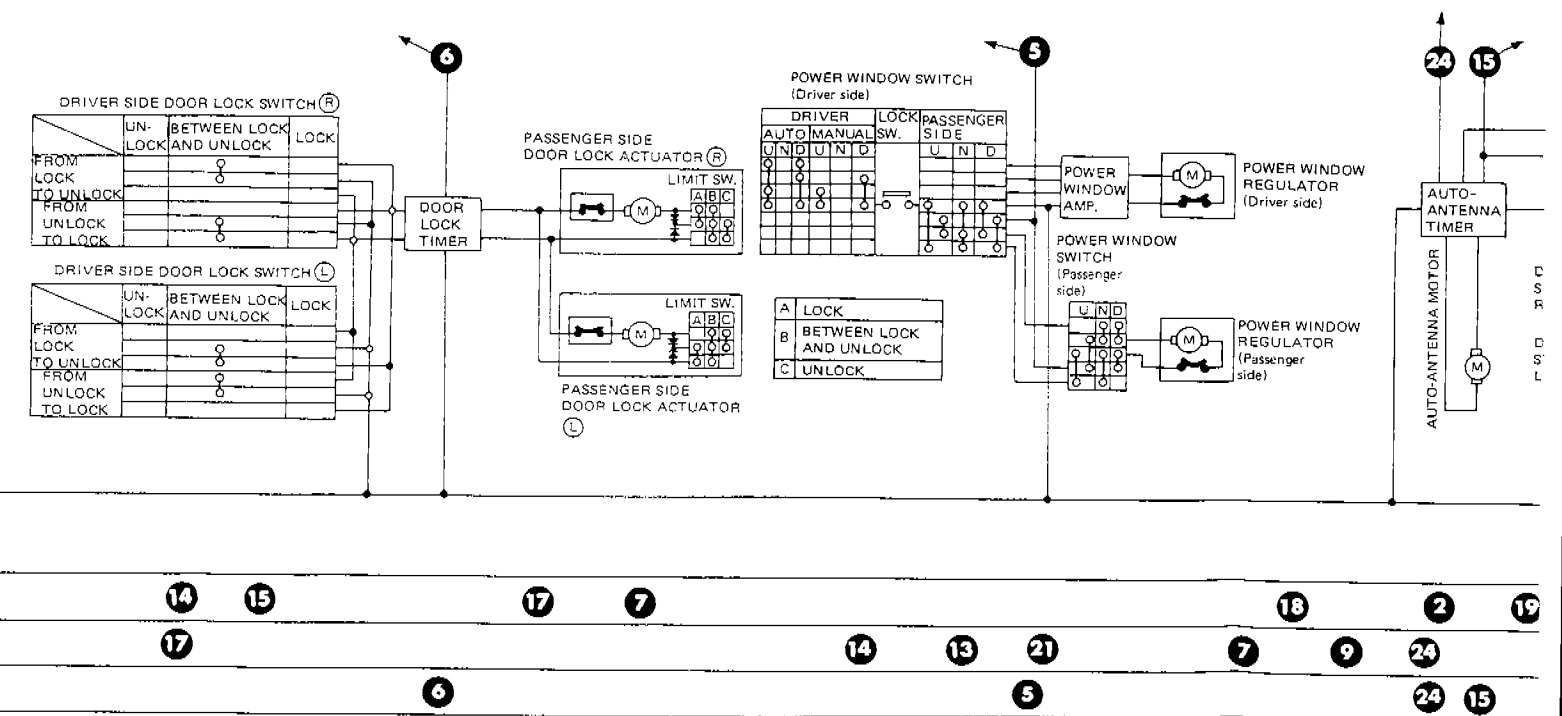 6
5
24 15
DRIVER SIDE DOOR LOCK SWITCH (R)
UN-
LOCK
BETWEEN LOCK
AND UNLOCK
LOCK
FROM
LOCK
TO UNLOCK
FROM
UNLOCK
TO LOCK
DRIVER SIDE DOOR LOCK SWITCH (L)
UN-
LOCK
BETWEEN LOCK
AND UNLOCK
LOCK
FROM
LOCK
TO UNLOCK
FROM
UNLOCK
TO LOCK
DOOR
LOCK
TIMER
PASSENGER SIDE
DOOR LOCK ACTUATOR (R)
LIMIT SW.
A B C
M
LIMIT SW.
A B C
M
PASSENGER SIDE
DOOR LOCK ACTUATOR
(L)
POWER WINDOW SWITCH
(Driver side)
DRIVER
AUTO MANUAL
U N D U N D
LOCK
SW.
PASSENGER
SIDE
U N D
A LOCK
B BETWEEN LOCK
AND UNLOCK
C UNLOCK
POWER
WINDOW
AMP.
M
POWER WINDOW
REGULATOR
(Driver side)
POWER WINDOW
SWITCH
(Passenger
side)
U N D
M
POWER WINDOW
REGULATOR
(Passenger
side)
AUTO-
ANTENNA
TIMER
AUTO-ANTENNA MOTOR
M
D
S
R
D
S
L
14 15 17 7 18 2 19
17 14 13 21 7 9 24
6 5 24 15